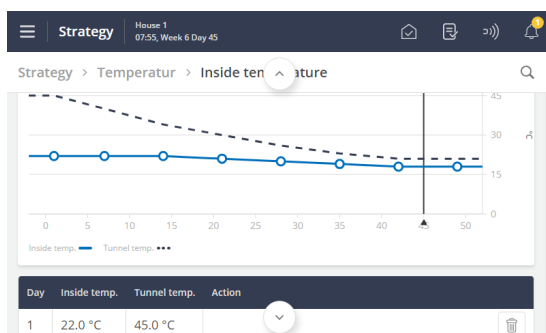 Strategy
House 1
07:55, Week 6 Day 45
1
Strategy > Temperatur > Inside temperature
45
30
15
0
°C
0 5 10 15 20 25 30 35 40 45 50
Inside temp. Tunnel temp.
Day Inside temp. Tunnel temp. Action
1 22.0 °C 45.0 °C